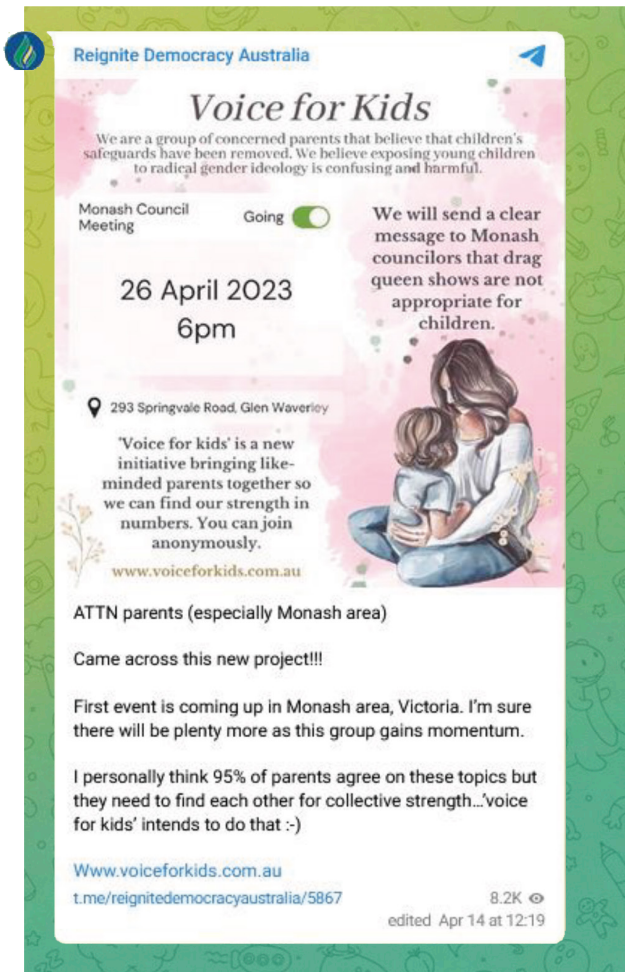 Reignite Democracy Australia
Voice for Kids
We are a group of concerned parents that believe that children's
safeguards have been removed. We believe exposing young children
to radical gender ideology is confusing and harmful.
Monash Council
Meeting
Going
26 April 2023
6pm
293 Springvale Road, Glen Waverley
'Voice for kids' is a new
initiative bringing like-
minded parents together so
we can find our strength in
numbers. You can join
anonymously.
www.voiceforkids.com.au
We will send a clear
message to Monash
councilors that drag
queen shows are not
appropriate for
children.
ATTN parents (especially Monash area)
Came across this new project!!!
First event is coming up in Monash area, Victoria. I'm sure
there will be plenty more as this group gains momentum.
I personally think 95% of parents agree on these topics but
they need to find each other for collective strength...'voice
for kids' intends to do that :-)
Www.voiceforkids.com.au
t.me/reignitedemocracyaustralia/5867
8.2K
edited Apr 14 at 12:19